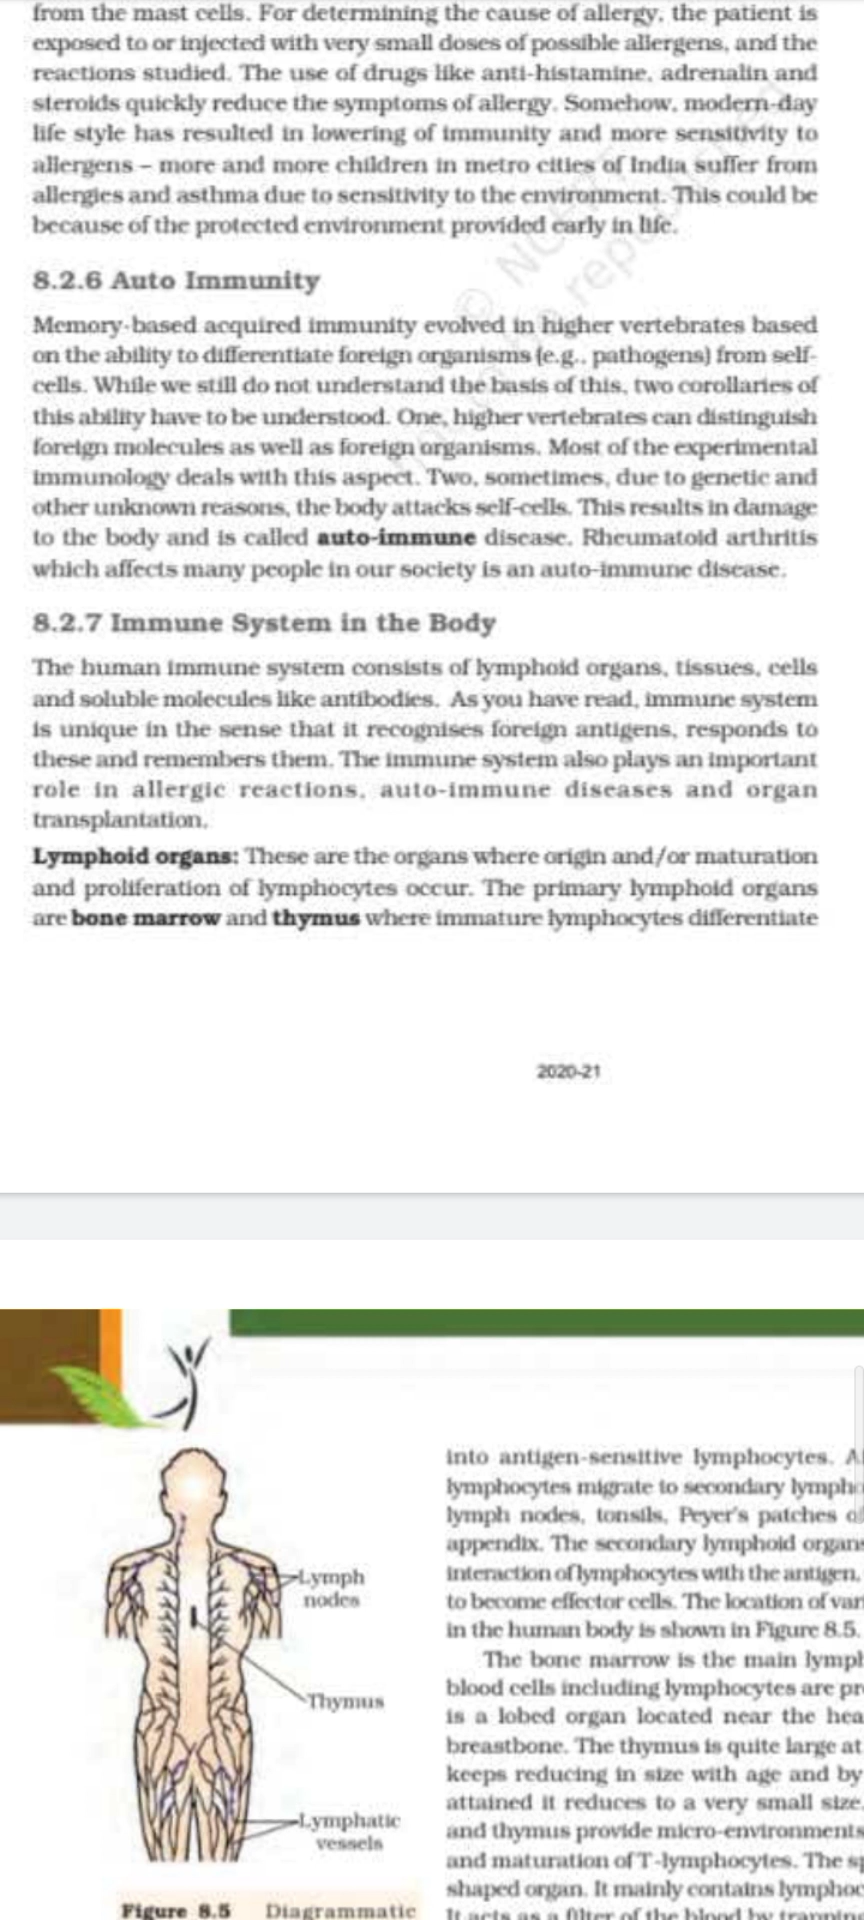 from the mast cells. For determining the cause of allergy, the patient is
exposed to or injected with very small doses of possible allergens, and the
reactions studied. The use of drugs like anti-histamine, adrenalin and
steroids quickly reduce the symptoms of allergy. Somehow, modern-day
life style has resulted in lowering of immunity and more sensitivity to
allergens – more and more children in metro cities of India suffer from
allergies and asthma due to sensitivity to the environment. This could be
because of the protected environment provided early in life.
8.2.6 Auto Immunity
Memory-based acquired immunity evolved in higher vertebrates based
on the ability to differentiate foreign organisms (e.g., pathogens) from self-
cells. While we still do not understand the basis of this, two corollaries of
this ability have to be understood. One, higher vertebrates can distinguish
foreign molecules as well as foreign organisms. Most of the experimental
immunology deals with this aspect. Two, sometimes, due to genetic and
other unknown reasons, the body attacks self-cells. This results in damage
to the body and is called auto-immune disease. Rheumatoid arthritis
which affects many people in our society is an auto-immune disease.
8.2.7 Immune System in the Body
The human immune system consists of lymphoid organs, tissues, cells
and soluble molecules like antibodies. As you have read, immune system
is unique in the sense that it recognises foreign antigens, responds to
these and remembers them. The immune system also plays an important
role in allergic reactions, auto-immune diseases and organ
transplantation.
Lymphoid organs: These are the organs where origin and/or maturation
and proliferation of lymphocytes occur. The primary lymphoid organs
are bone marrow and thymus where immature lymphocytes differentiate
2020-21
Lymph
nodes
Thymus
Lymphatic
vessels
Figure 8.5 Diagrammatic
into antigen-sensitive lymphocytes.
lymphocytes migrate to secondary
lymph nodes, tonsils, Peyer's patches
appendix. The secondary lymphoid
interaction of lymphocytes with the antigen,
to become effector cells. The location of
in the human body is shown in Figure 8.5.
The bone marrow is the main
blood cells including lymphocytes are
is a lobed organ located near the
breastbone. The thymus is quite large at
keeps reducing in size with age and by
attained it reduces to a very small size.
and thymus provide micro-environments
and maturation of T-lymphocytes. The
shaped organ. It mainly contains
It acts as a filter of the blood by